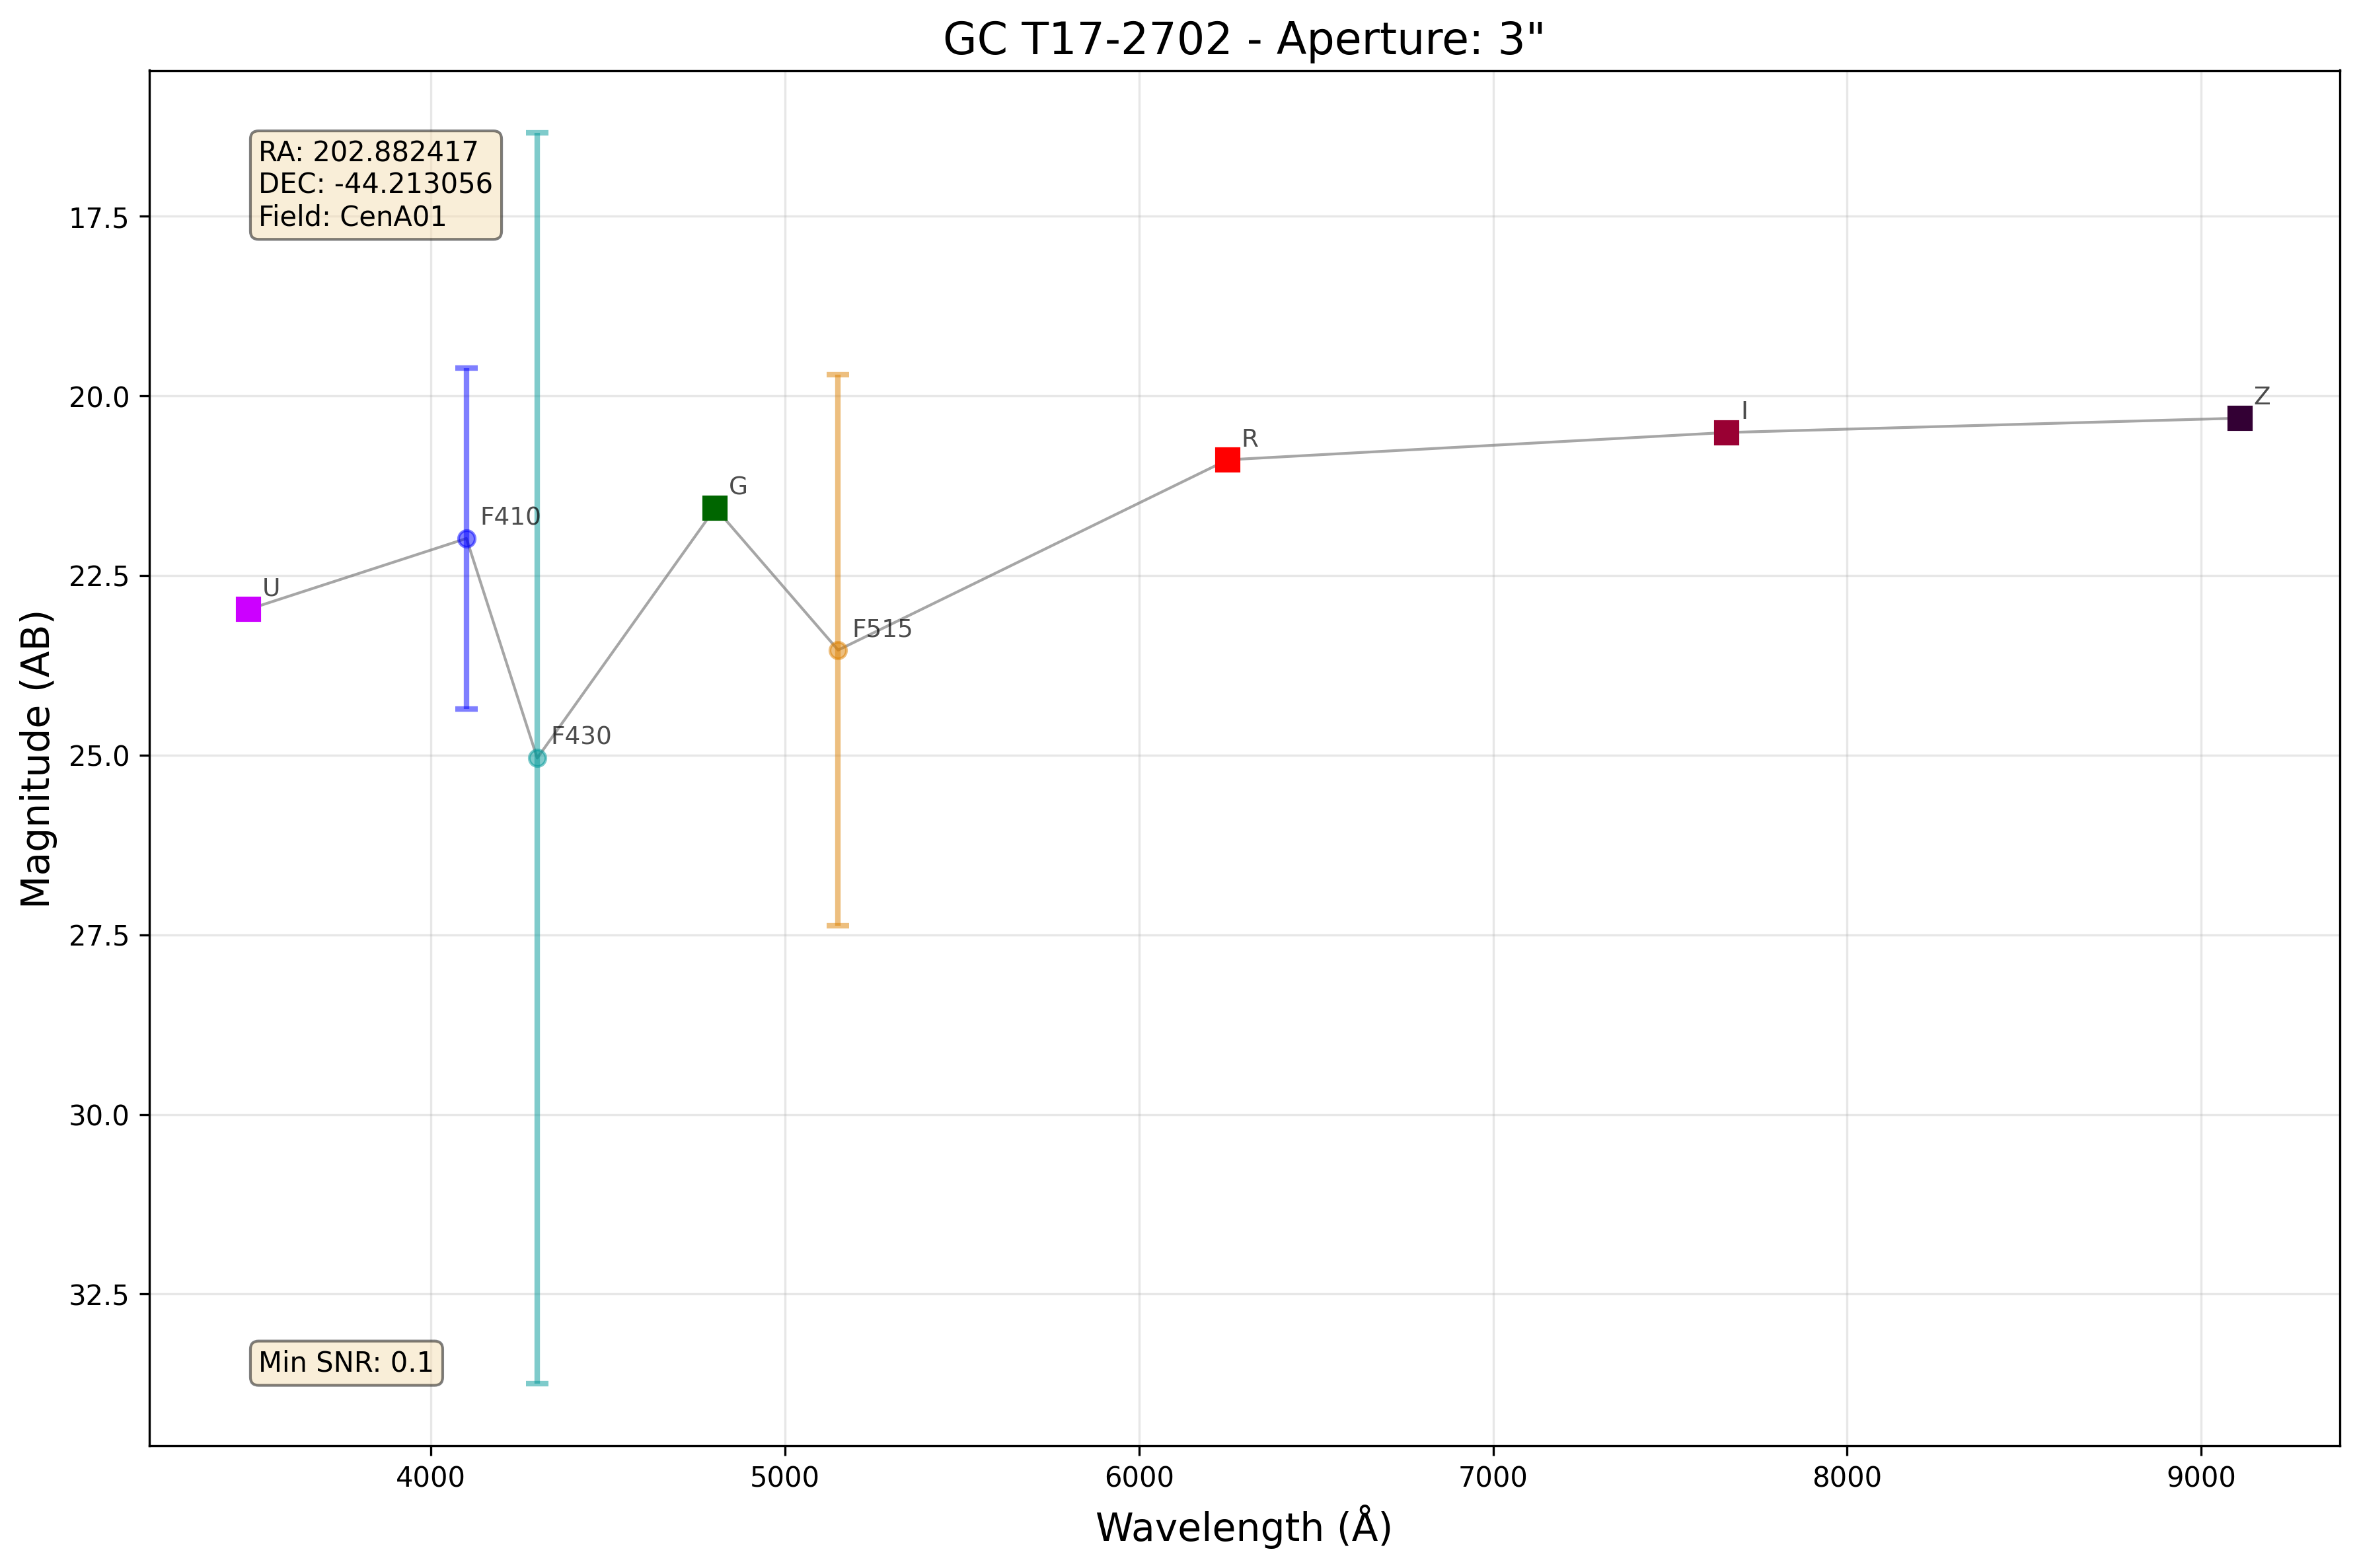 GC T17-2702 - Aperture: 3"
RA: 202.882417
DEC: -44.213056
Field: CenA01
17.5
20.0
22.5
25.0
27.5
30.0
32.5
Magnitude (AB)
U
F410
F430
G
F515
R
I
Z
Min SNR: 0.1
4000
5000
6000
7000
8000
9000
Wavelength (Å)